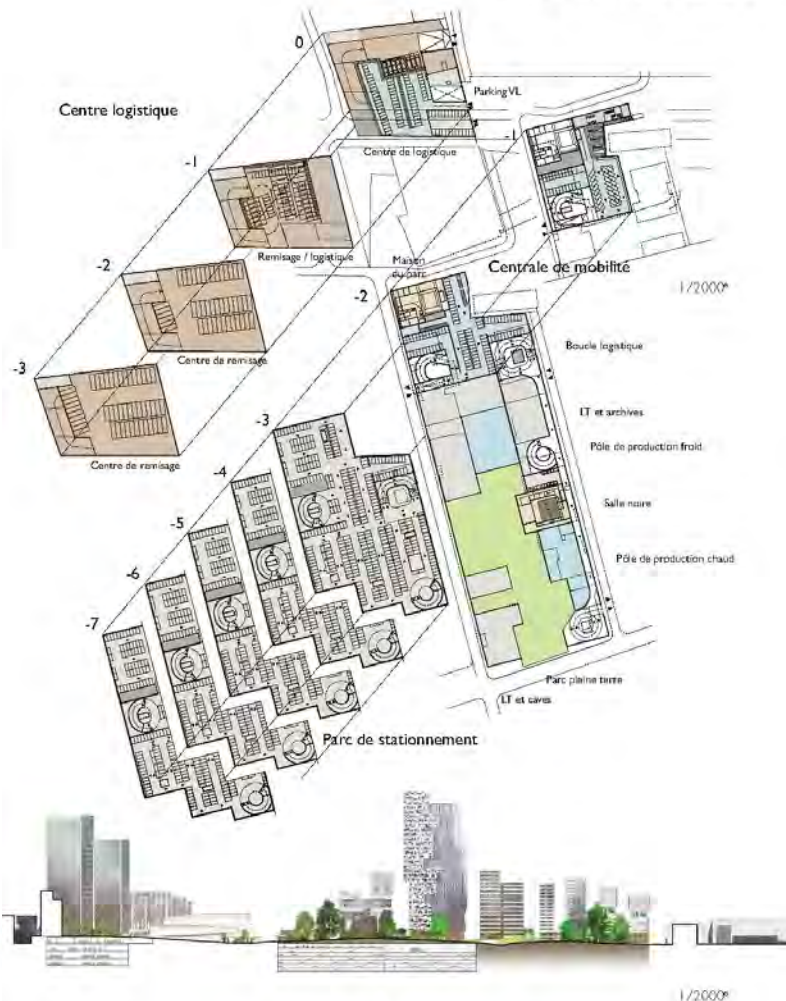 0
Centre logistique
Parking VL
-1
Centre de logistique
-1
Remisage / logistique
Maison
du parc
Centrale de mobilité
-2
-2
1/2000e
Centre de remisage
Boucle logistique
-3
Centre de remisage
-3
LT et archives
-4
Pôle de production froid
-5
Salle noire
-6
Pôle de production chaud
-7
Parc pleine terre
LT et caves
Parc de stationnement
1/2000e